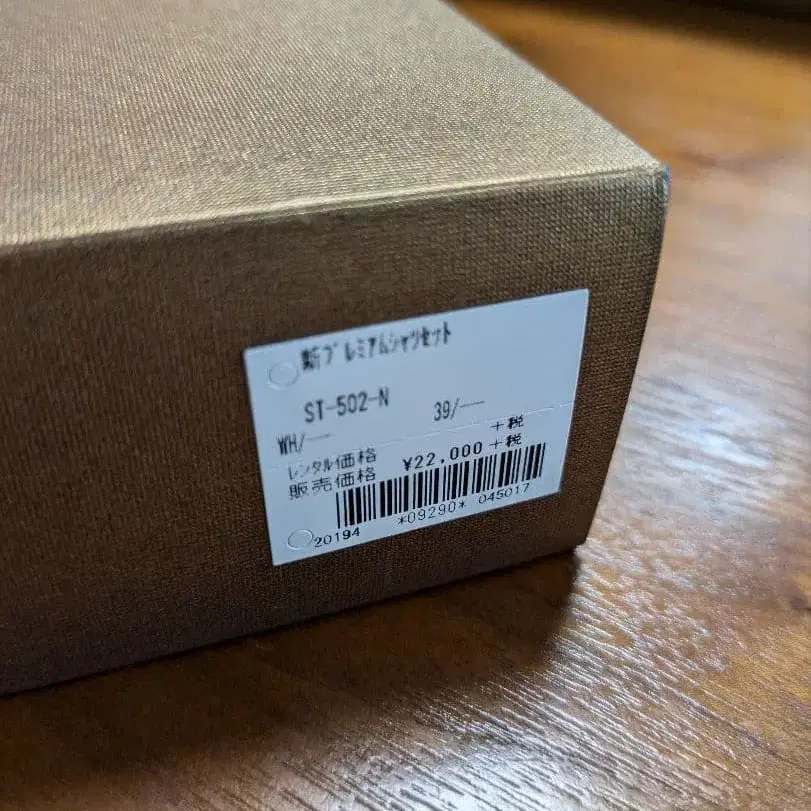 新プレミアムシャツセット
ST-502-N 39/――
WH/――
レンタル価格 +税
販売価格 ¥22,000 +税
*09290* 045017
20194